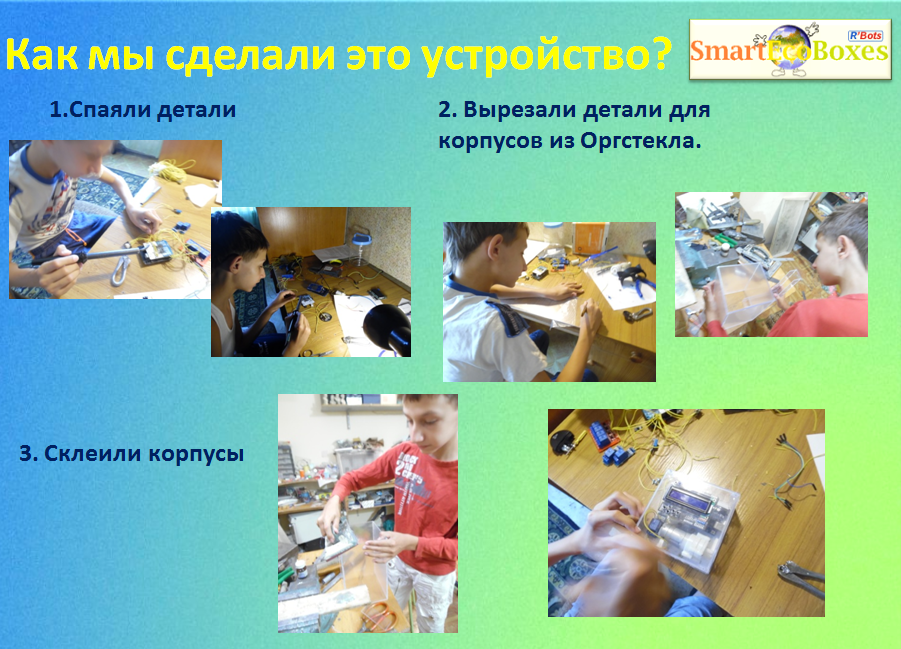 Как мы сделали это устройство?
R'Bots
SmartEcoBoxes
1.Спаяли детали
2. Вырезали детали для
корпусов из Оргстекла.
3. Склеили корпусы